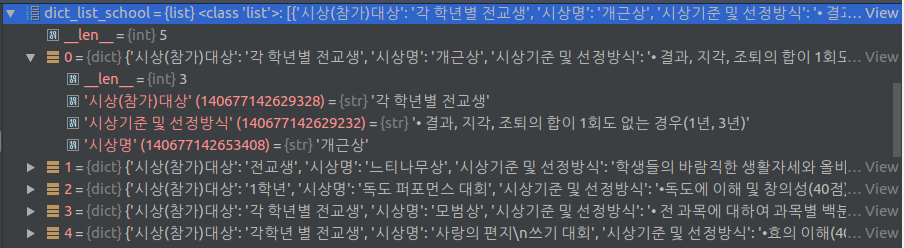 dict_list_school = {list} <class 'list'>: [{'시상(참가)대상': '각 학년별 전교생', '시상명': '개근상', '시상기준 및 선정방식': '• 결과… View
__len__ = {int} 5
0 = {dict} {'시상(참가)대상': '각 학년별 전교생', '시상명': '개근상', '시상기준 및 선정방식': '• 결과, 지각, 조퇴의 합이 1회도… View
__len__ = {int} 3
'시상(참가)대상' (140677142629328) = {str} '각 학년별 전교생'
'시상기준 및 선정방식' (140677142629232) = {str} '• 결과, 지각, 조퇴의 합이 1회도 없는 경우(1년, 3년)'
'시상명' (140677142653408) = {str} '개근상'
1 = {dict} {'시상(참가)대상': '전교생', '시상명': '느티나무상', '시상기준 및 선정방식': '학생들의 바람직한 생활자세와 올바… View
2 = {dict} {'시상(참가)대상': '1학년', '시상명': '독도 퍼포먼스 대회', '시상기준 및 선정방식': '•독도에 이해 및 창의성(40점)… View
3 = {dict} {'시상(참가)대상': '각 학년 별 전교생', '시상명': '모범상', '시상기준 및 선정방식': '• 전 과목에 대하여 과목별 백분… View
4 = {dict} {'시상(참가)대상': '각학년 별 전교생', '시상명': '사랑의 편지\n쓰기 대회', '시상기준 및 선정방식': '•효의 이해(40… View